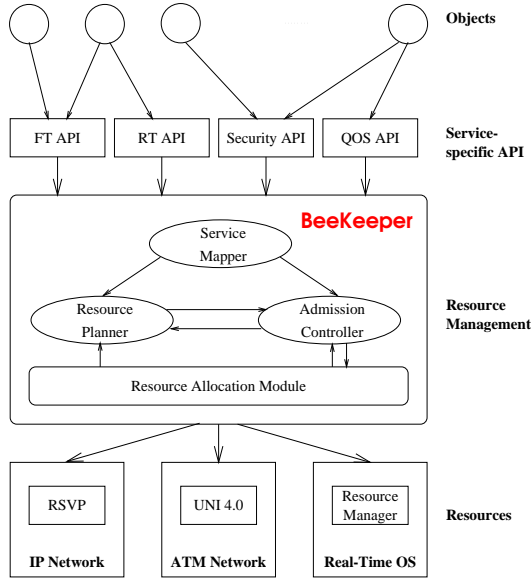 Objects
FT API
RT API
Security API
QOS API
Service-
specific API
BeeKeeper
Service
Mapper
Resource
Planner
Admission
Controller
Resource
Management
Resource Allocation Module
RSVP
UNI 4.0
Resource
Manager
Resources
IP Network
ATM Network
Real-Time OS